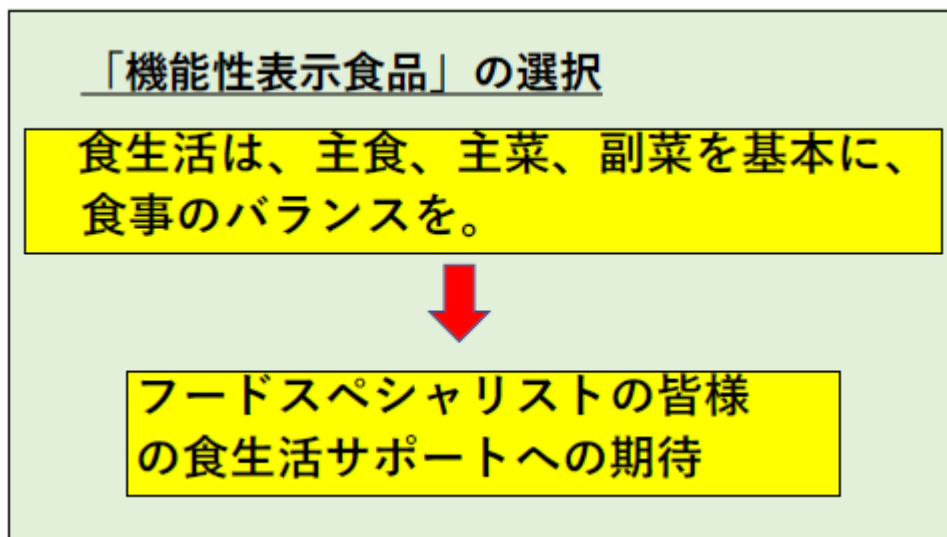 「機能性表示食品」の選択
食生活は、主食、主菜、副菜を基本に、
食事のバランスを。
フードスペシャリストの皆様
の食生活サポートへの期待